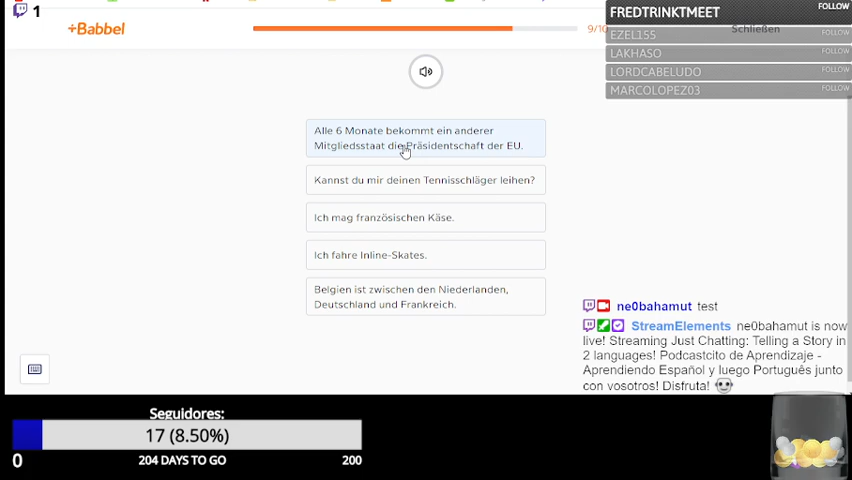 1
÷Babbel
9/10
Schließen
FREDTRINKTMEET FOLLOW
EZEL155 FOLLOW
LAKHASO FOLLOW
LORDCABELUDO FOLLOW
MARCOLOPEZ03 FOLLOW
Alle 6 Monate bekommt ein anderer
Mitgliedsstaat die Präsidentschaft der EU.
Kannst du mir deinen Tennisschläger leihen?
Ich mag französischen Käse.
Ich fahre Inline-Skates.
Belgien ist zwischen den Niederlanden,
Deutschland und Frankreich.
ne0bahamut test
StreamElements ne0bahamut is now
live! Streaming Just Chatting: Telling a Story in
2 languages! Podcastcito de Aprendizaje -
Aprendiendo Español y luego Português junto
con vosotros! Disfruta!
Seguidores:
17 (8.50%)
0 204 DAYS TO GO 200